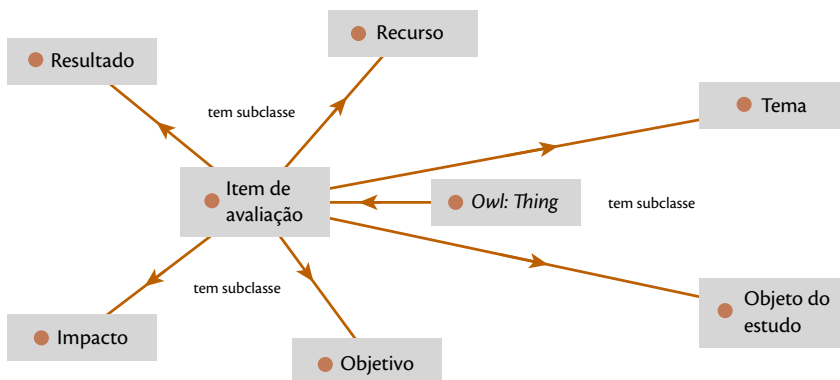 Recurso
Resultado
tem subclasse
Tema
Item de
avaliação
Owl: Thing
tem subclasse
tem subclasse
Objeto do
estudo
Impacto
Objetivo